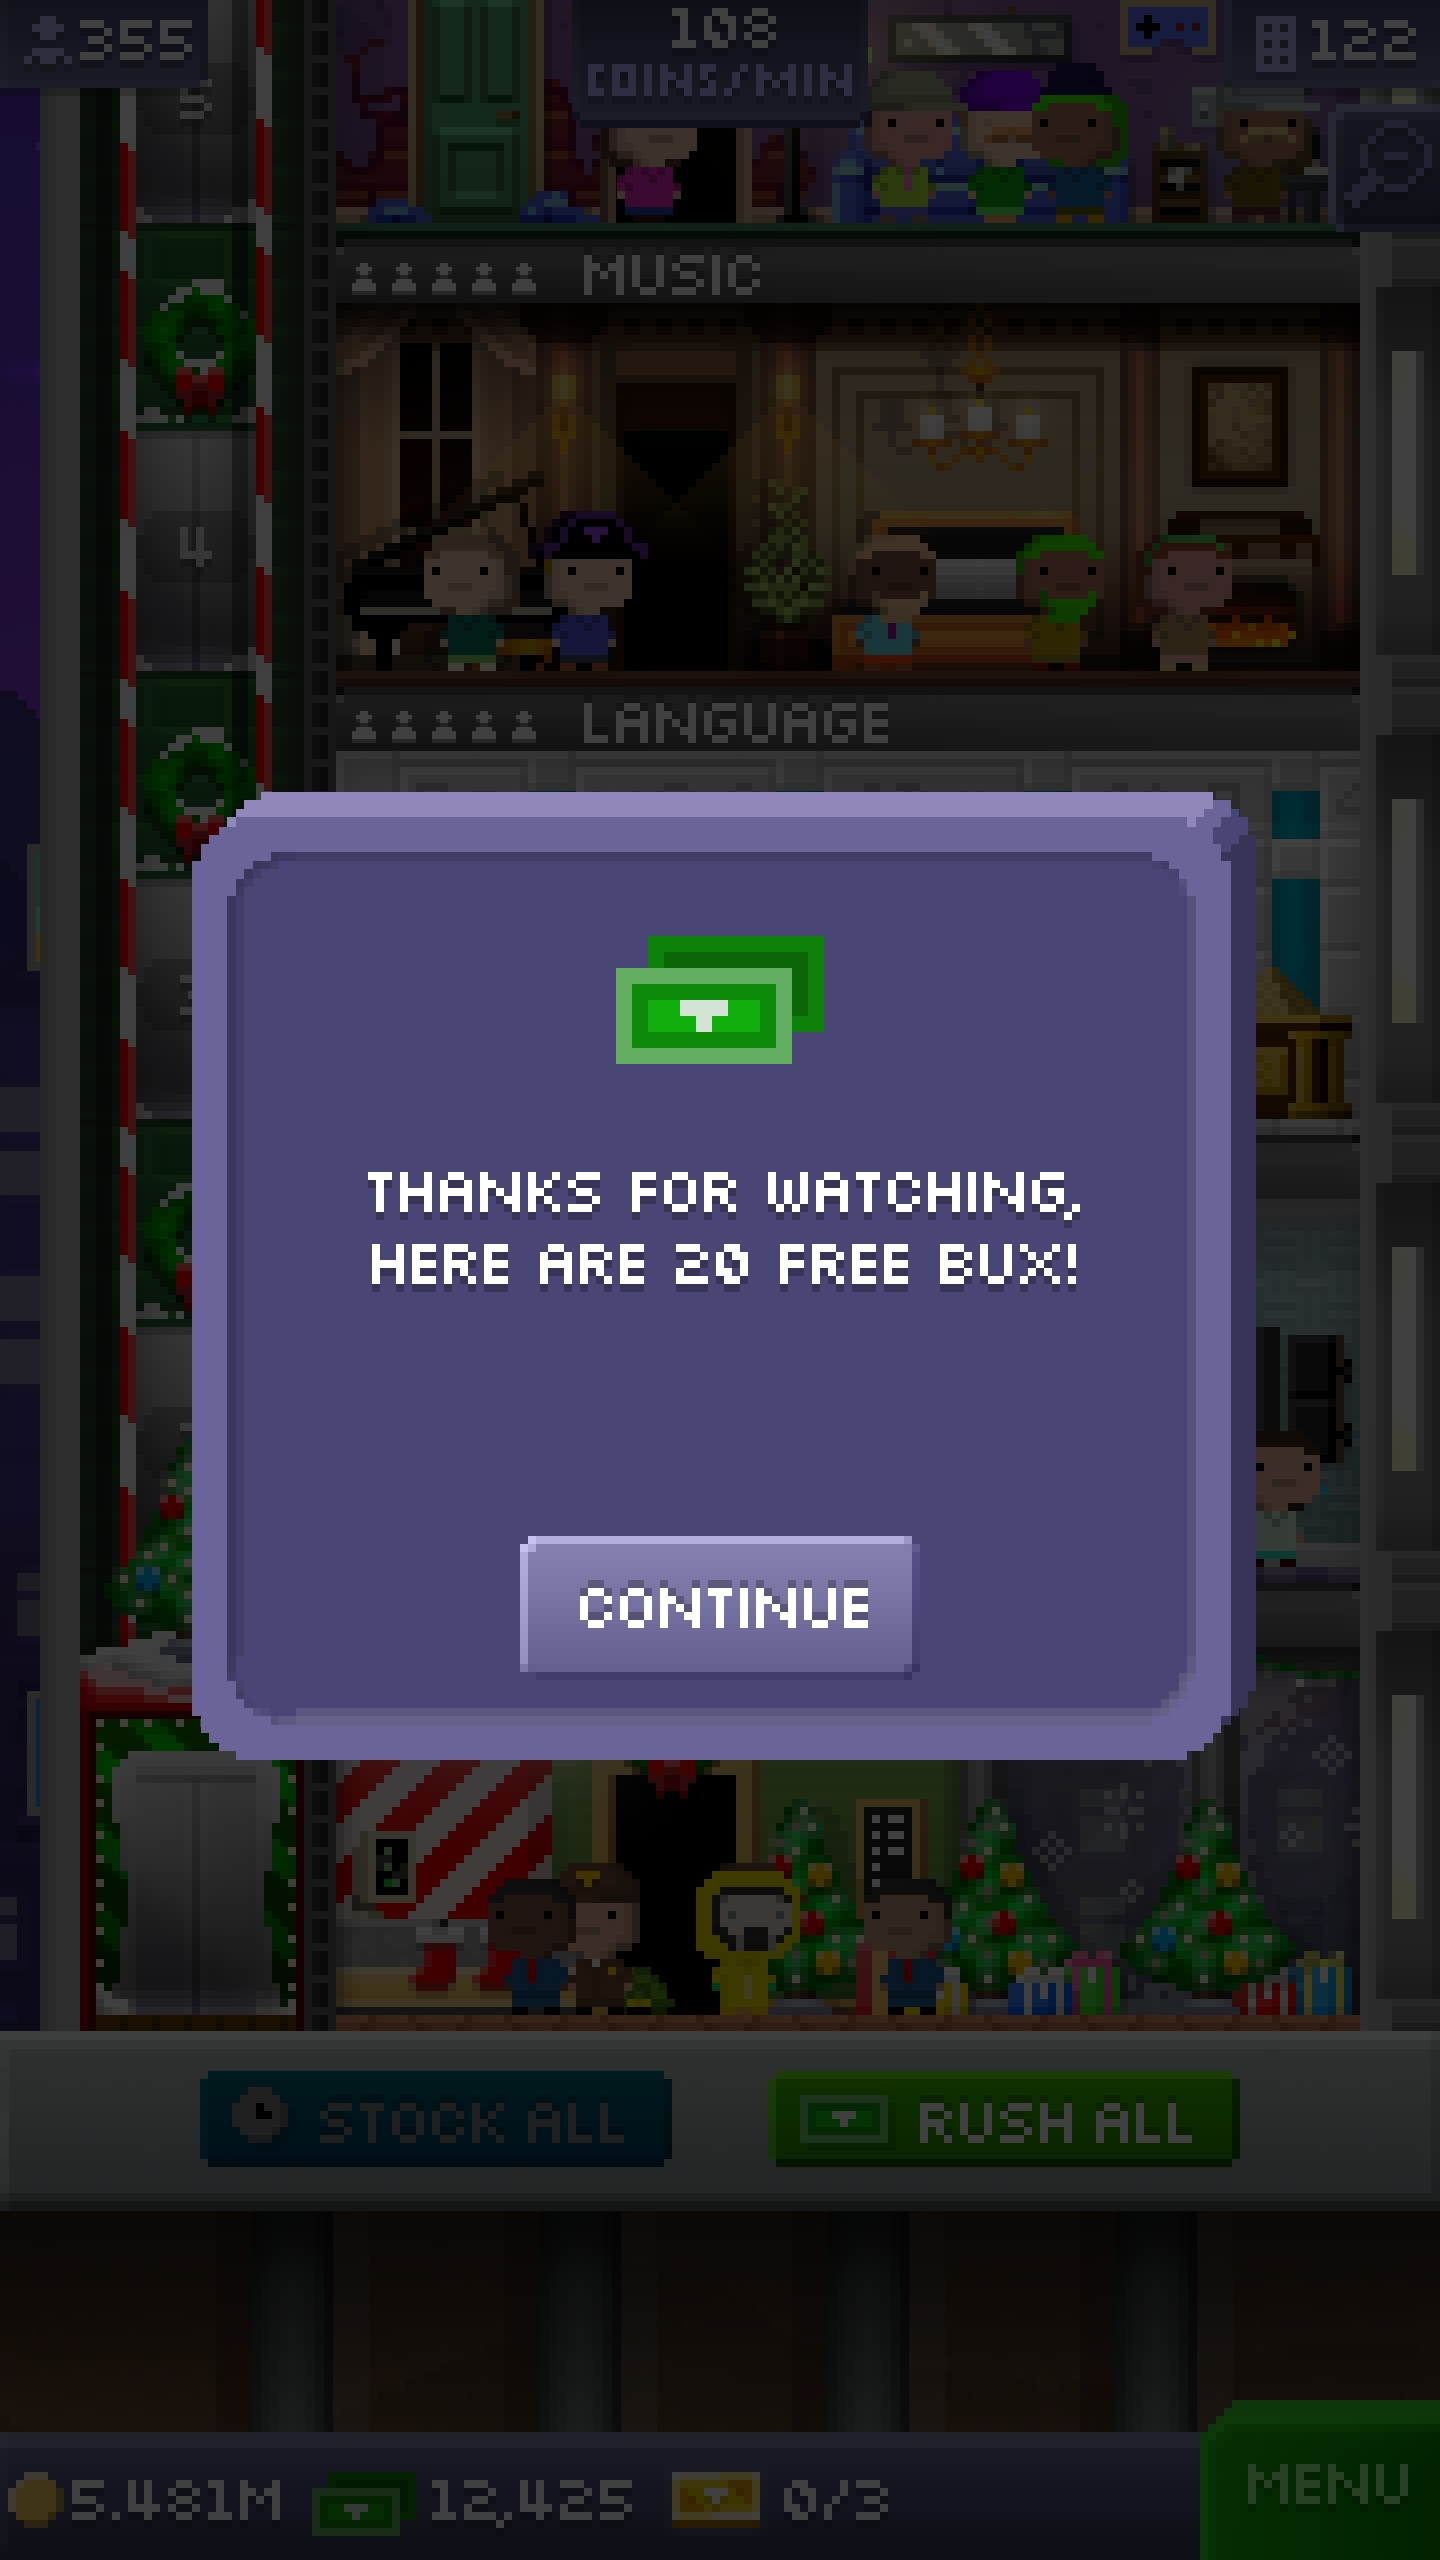 355
108
COINS/MIN
122
5
MUSIC
4
LANGUAGE
THANKS FOR WATCHING,
HERE ARE 20 FREE BUX!
CONTINUE
STOCK ALL
RUSH ALL
5.481M
12,425
0/3
MENU